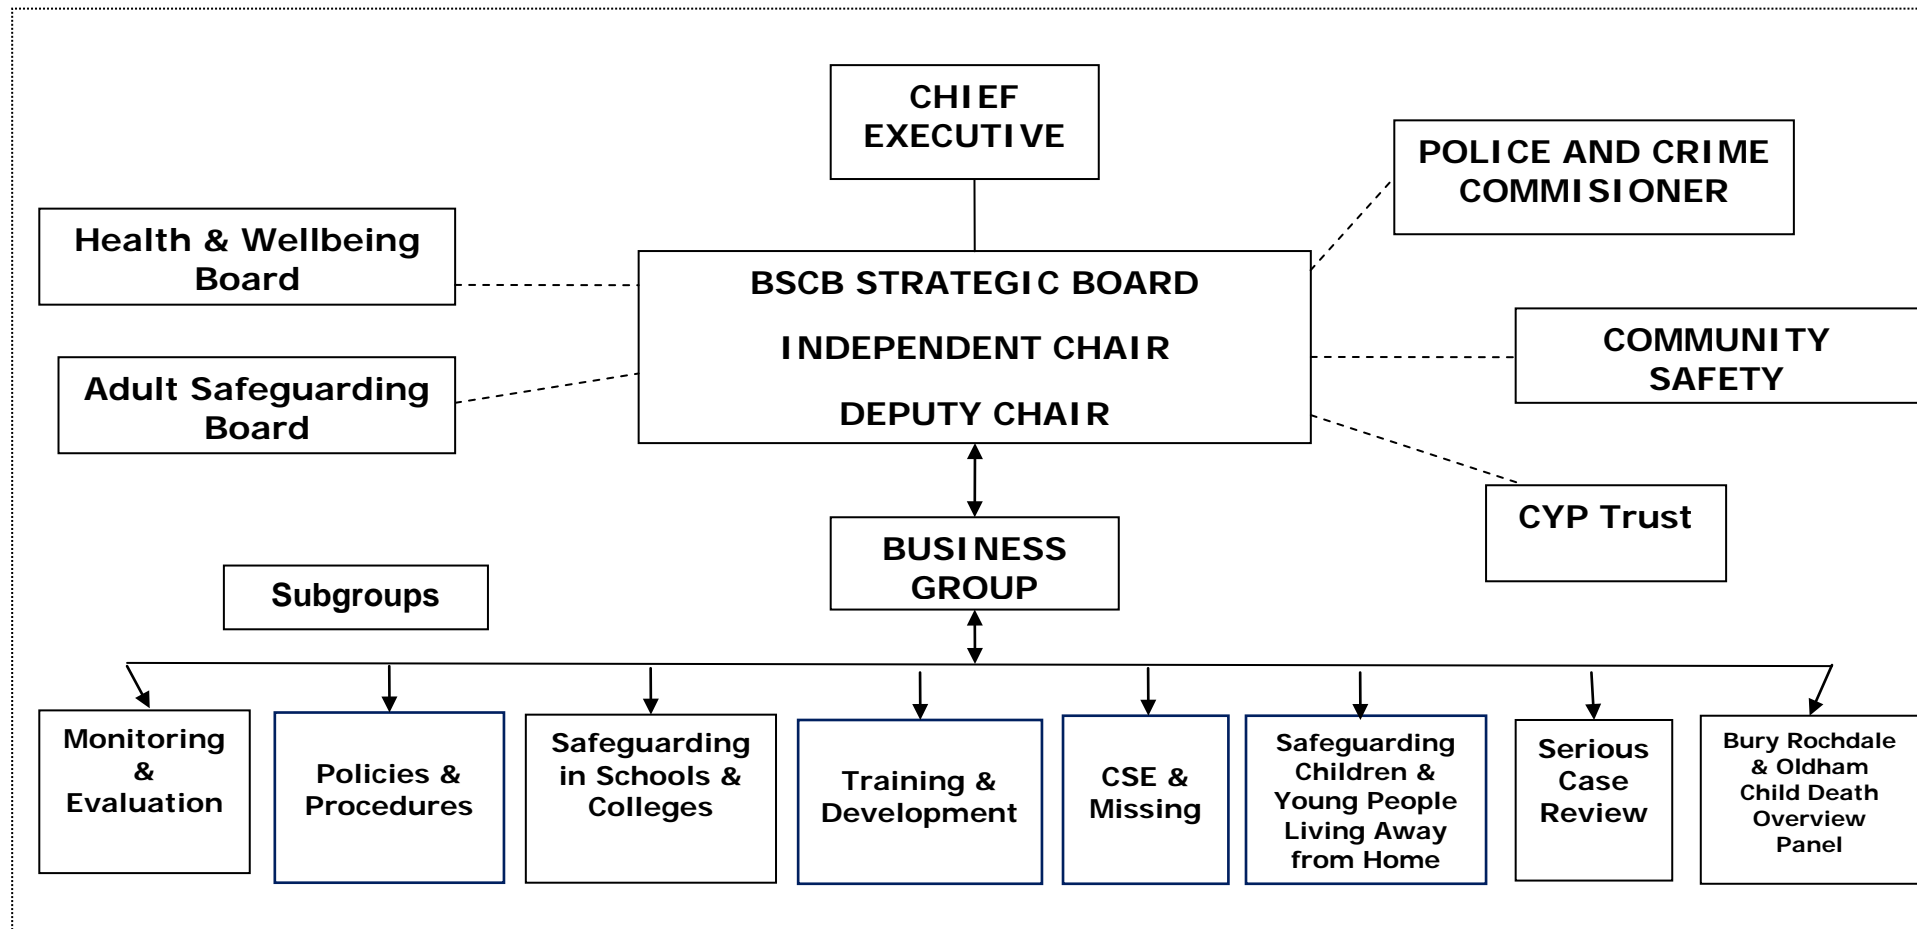 CHIEF
EXECUTIVE
POLICE AND CRIME
COMMISIONER
Health & Wellbeing
Board
BSCB STRATEGIC BOARD
INDEPENDENT CHAIR
DEPUTY CHAIR
COMMUNITY
SAFETY
Adult Safeguarding
Board
CYP Trust
BUSINESS
GROUP
Subgroups
Monitoring
&
Evaluation
Policies &
Procedures
Safeguarding
in Schools &
Colleges
Training &
Development
CSE &
Missing
Safeguarding
Children &
Young People
Living Away
from Home
Serious
Case
Review
Bury Rochdale
& Oldham
Child Death
Overview
Panel